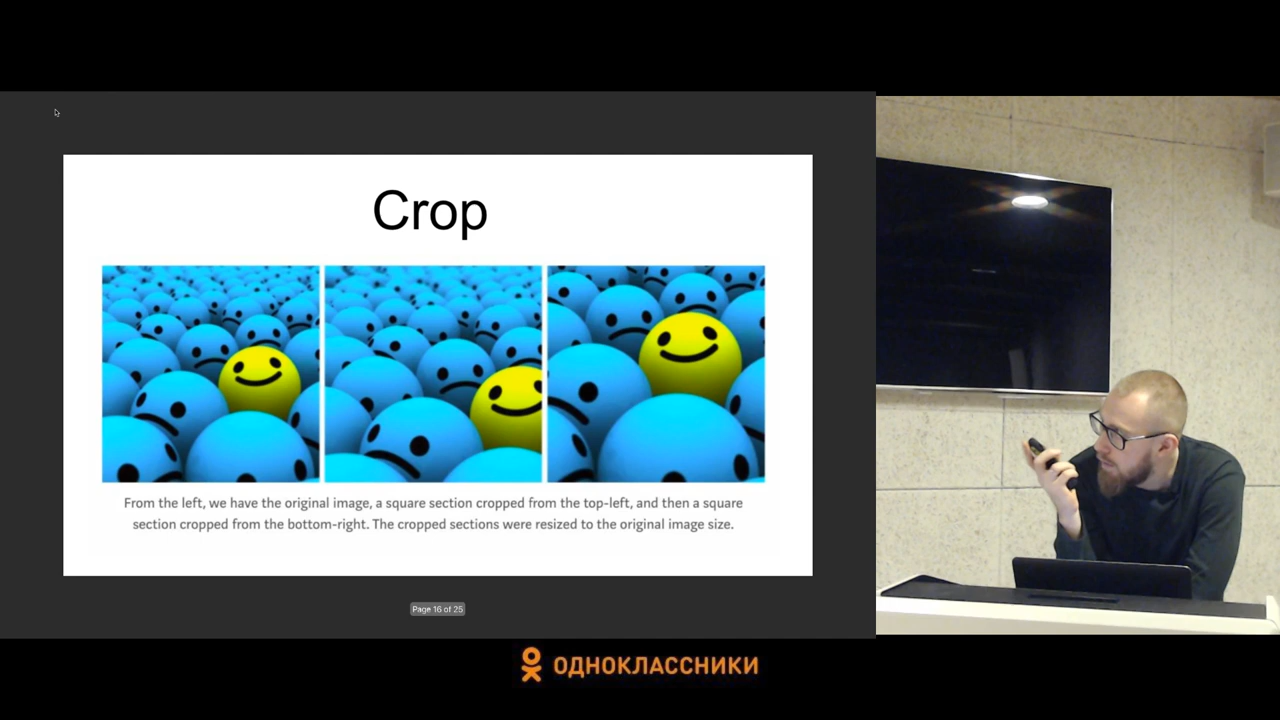 Crop
From the left, we have the original image, a square section cropped from the top-left, and then a square
section cropped from the bottom-right. The cropped sections were resized to the original image size.
Page 16 of 25
ОДНОКЛАССНИКИ